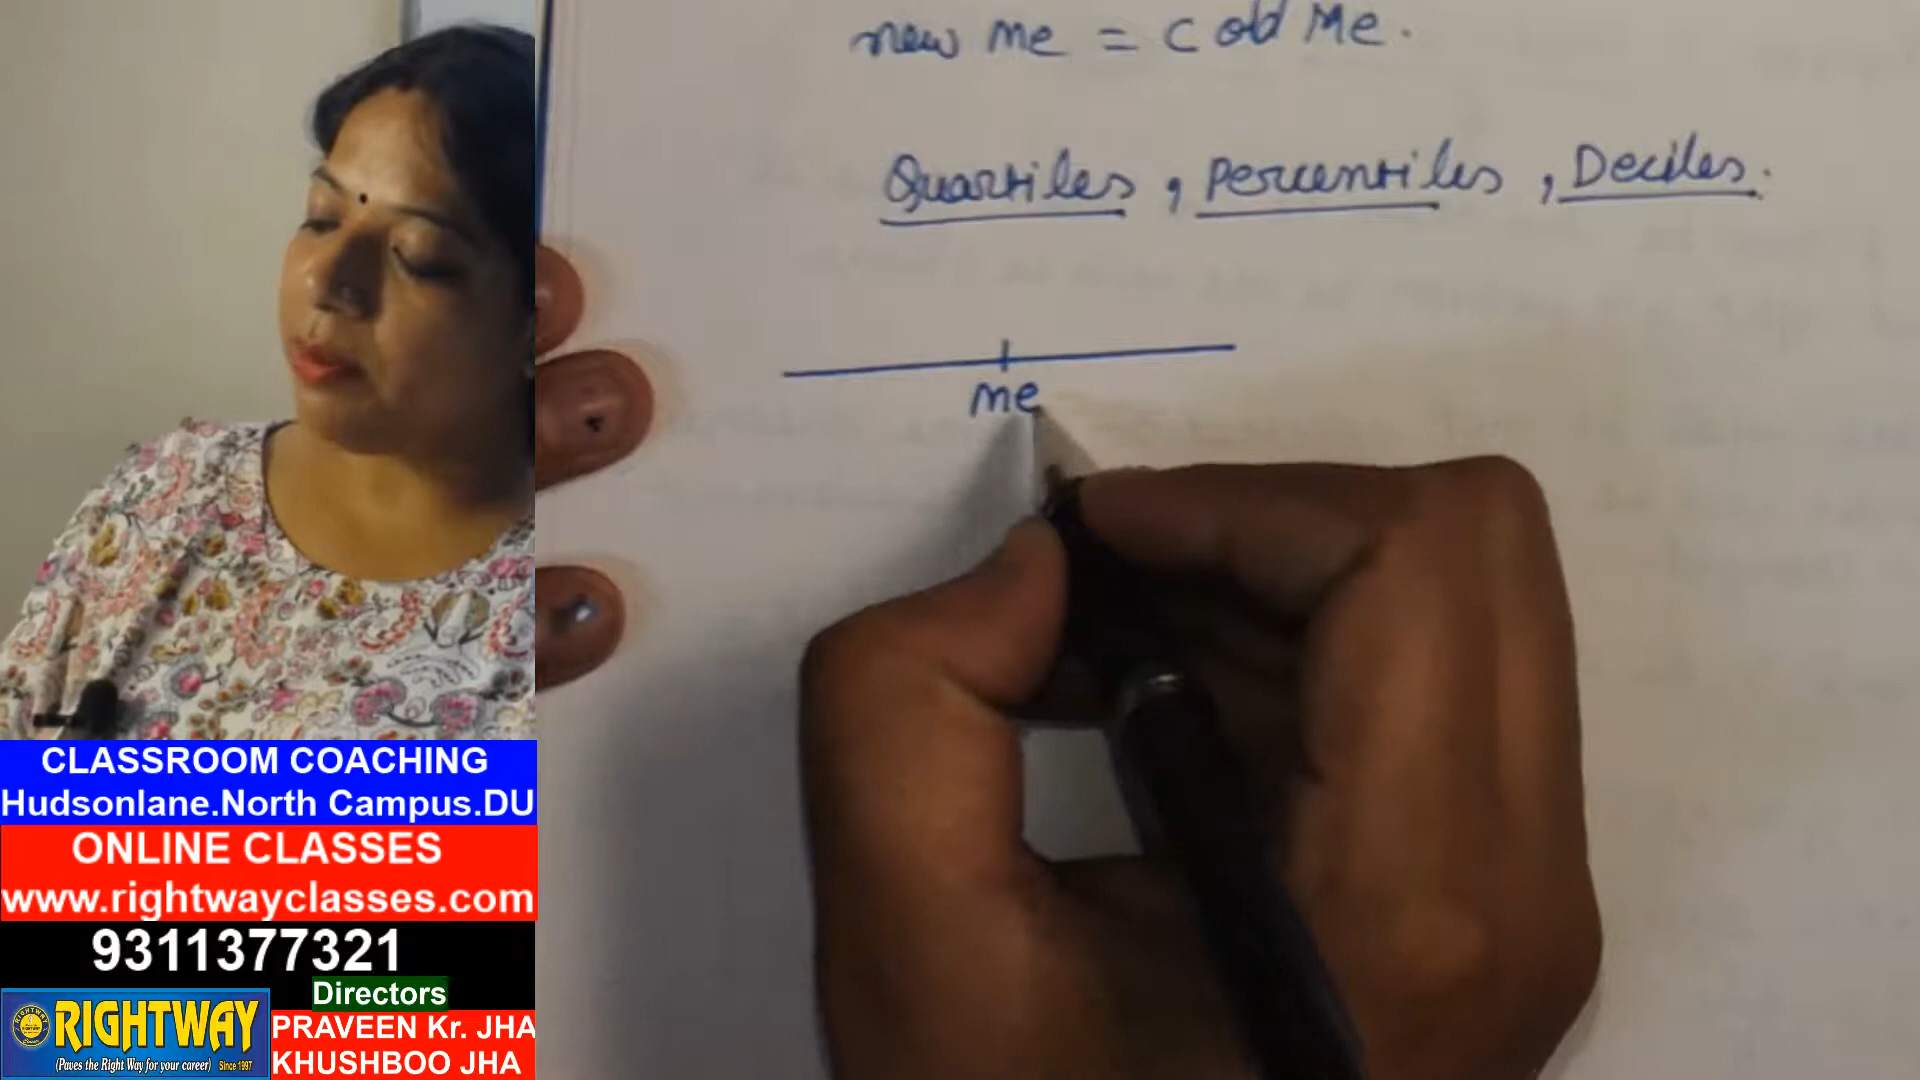 new me = c old Me.
Quartiles, Percentiles, Deciles.
me
CLASSROOM COACHING
Hudsonlane.North Campus.DU
ONLINE CLASSES
www.rightwayclasses.com
9311377321
Directors
PRAVEEN Kr. JHA
KHUSHBOO JHA
RIGHTWAY
(Paves the Right Way for your career) Since 1997